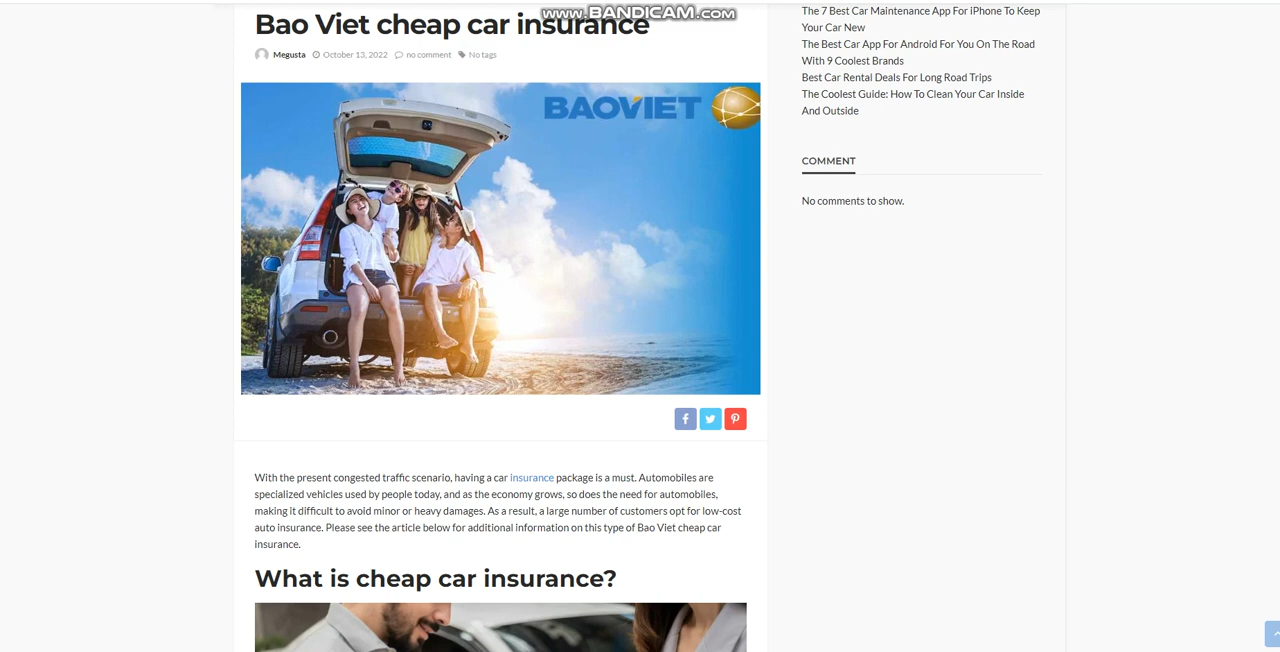 www.BANDICAM.com
Bao Viet cheap car insurance
Megusta October 13, 2022 no comment No tags
BAOVIET
With the present congested traffic scenario, having a car insurance package is a must. Automobiles are
specialized vehicles used by people today, and as the economy grows, so does the need for automobiles,
making it difficult to avoid minor or heavy damages. As a result, a large number of customers opt for low-cost
auto insurance. Please see the article below for additional information on this type of Bao Viet cheap car
insurance.
What is cheap car insurance?
The 7 Best Car Maintenance App For iPhone To Keep
Your Car New
The Best Car App For Android For You On The Road
With 9 Coolest Brands
Best Car Rental Deals For Long Road Trips
The Coolest Guide: How To Clean Your Car Inside
And Outside
COMMENT
No comments to show.